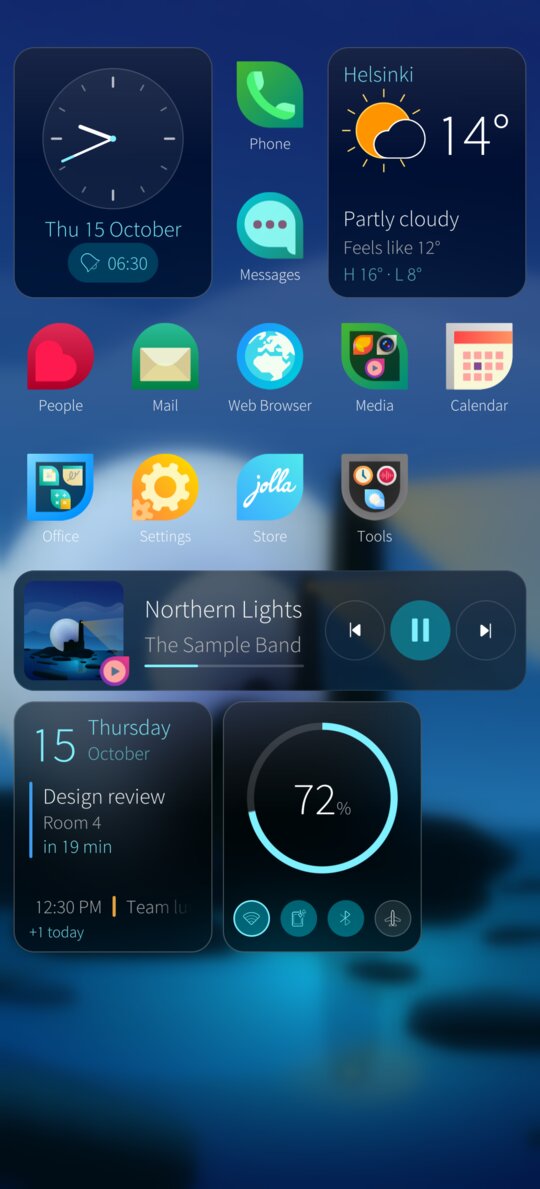 Thu 15 October
06:30
Phone
Messages
Helsinki
14°
Partly cloudy
Feels like 12°
H 16° · L 8°
People
Mail
Web Browser
Media
Calendar
Office
Settings
jolla
Store
Tools
Northern Lights
The Sample Band
15
Thursday
October
Design review
Room 4
in 19 min
12:30 PM
Team lu
+1 today
72%